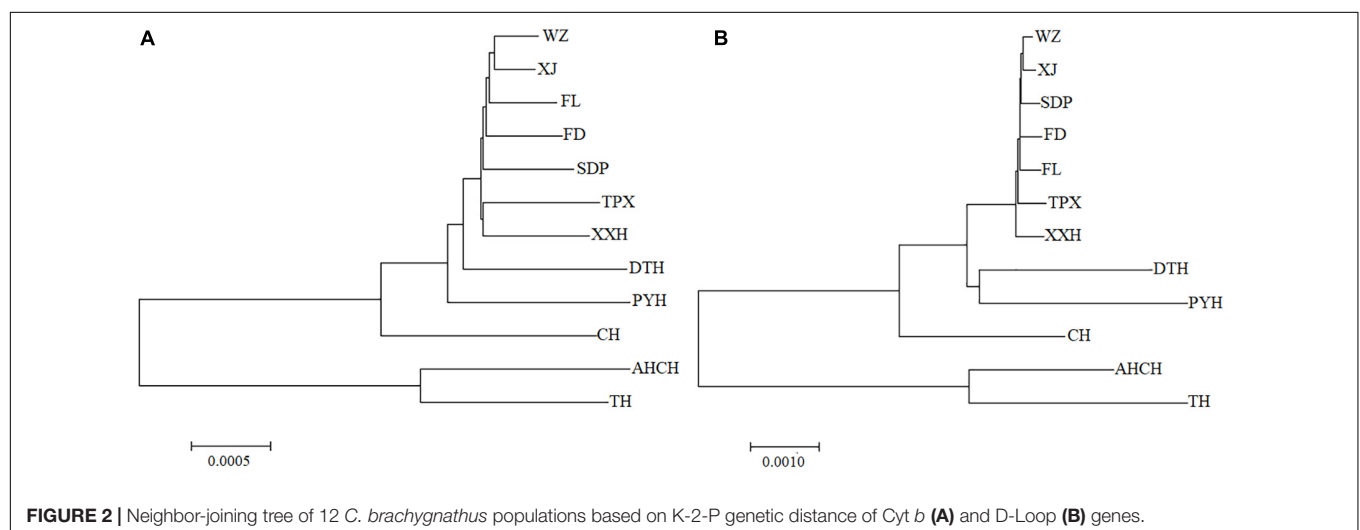 A
WZ
XJ
FL
FD
SDP
TPX
XXH
DTH
PYH
CH
AHCH
TH
0.0005
B
WZ
XJ
SDP
FD
FL
TPX
XXH
DTH
PYH
CH
AHCH
TH
0.0010
FIGURE 2 | Neighbor-joining tree of 12 C. brachygnathus populations based on K-2-P genetic distance of Cyt b (A) and D-Loop (B) genes.